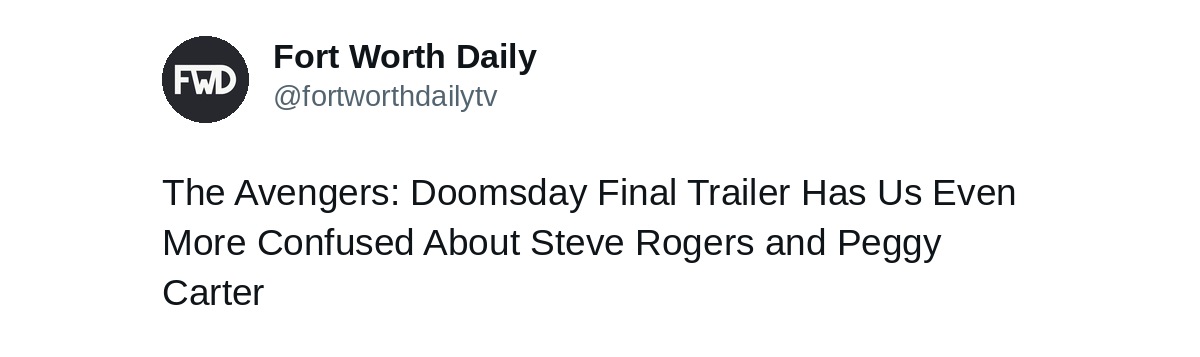 FWD
Fort Worth Daily
@fortworthdailytv
The Avengers: Doomsday Final Trailer Has Us Even
More Confused About Steve Rogers and Peggy
Carter